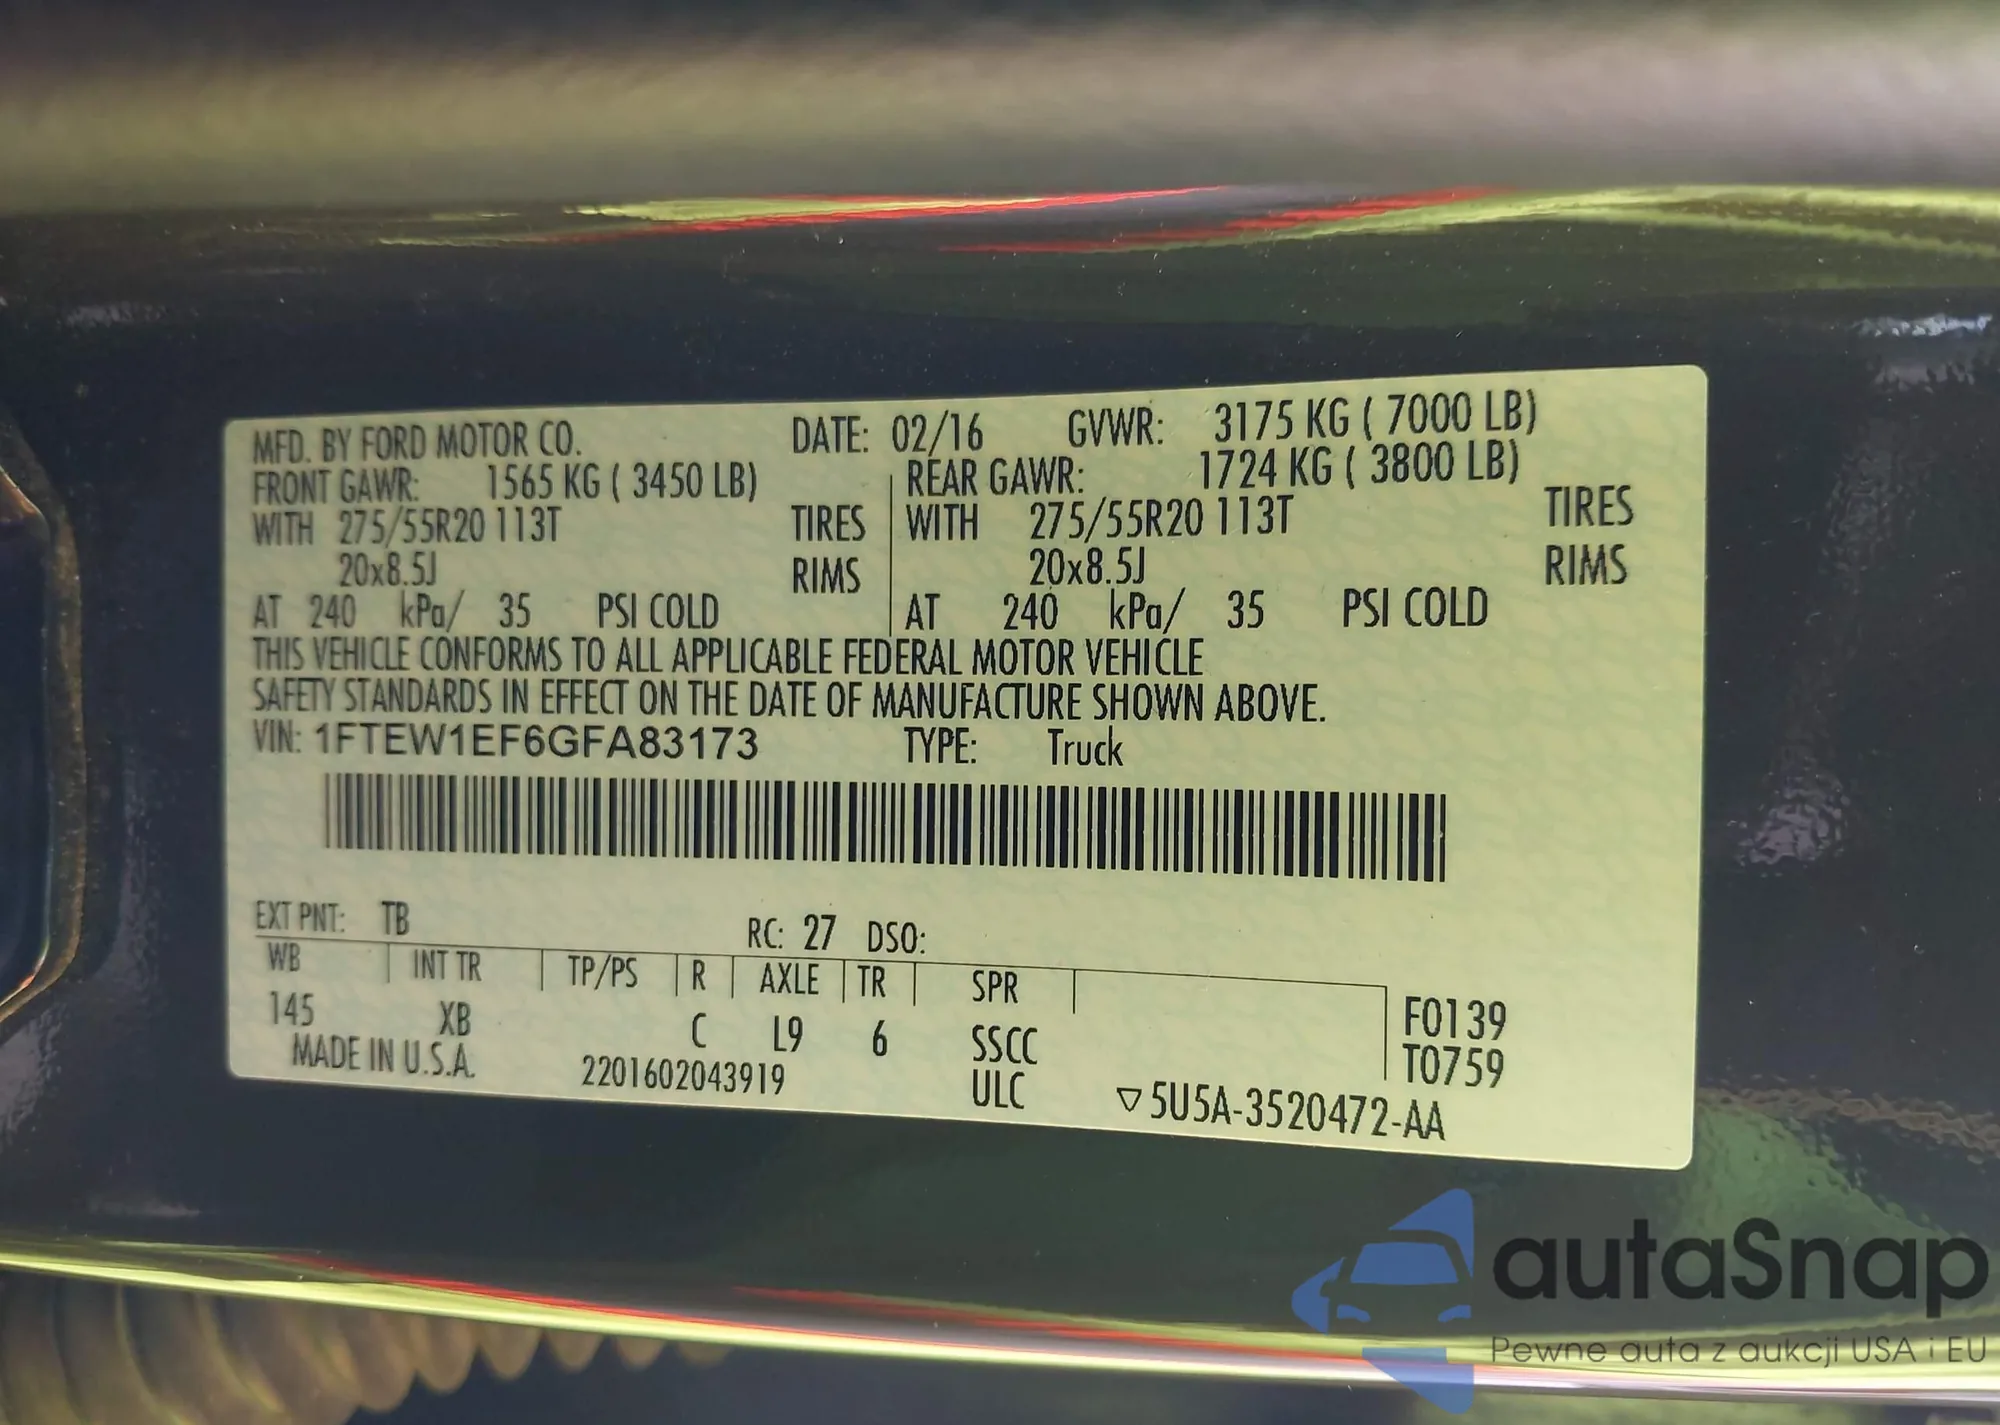 MFD. BY FORD MOTOR CO. DATE: 02/16 GVWR: 3175 KG ( 7000 LB)
FRONT GAWR: 1565 KG ( 3450 LB) REAR GAWR: 1724 KG ( 3800 LB)
WITH 275/55R20 113T TIRES WITH 275/55R20 113T TIRES
20x8.5J RIMS 20x8.5J RIMS
AT 240 kPa/ 35 PSI COLD AT 240 kPa/ 35 PSI COLD
THIS VEHICLE CONFORMS TO ALL APPLICABLE FEDERAL MOTOR VEHICLE
SAFETY STANDARDS IN EFFECT ON THE DATE OF MANUFACTURE SHOWN ABOVE.
VIN: 1FTEW1EF6GFA83173 TYPE: Truck
EXT PNT: TB RC: 27 DSO:
WB INT TR TP/PS R AXLE TR SPR
145 XB C L9 6 SSCC F0139
ULC T0759
MADE IN U.S.A. 2201602043919 ▽5U5A-3520472-AA
autaSnap
Pewne auta z aukcji USA i EU